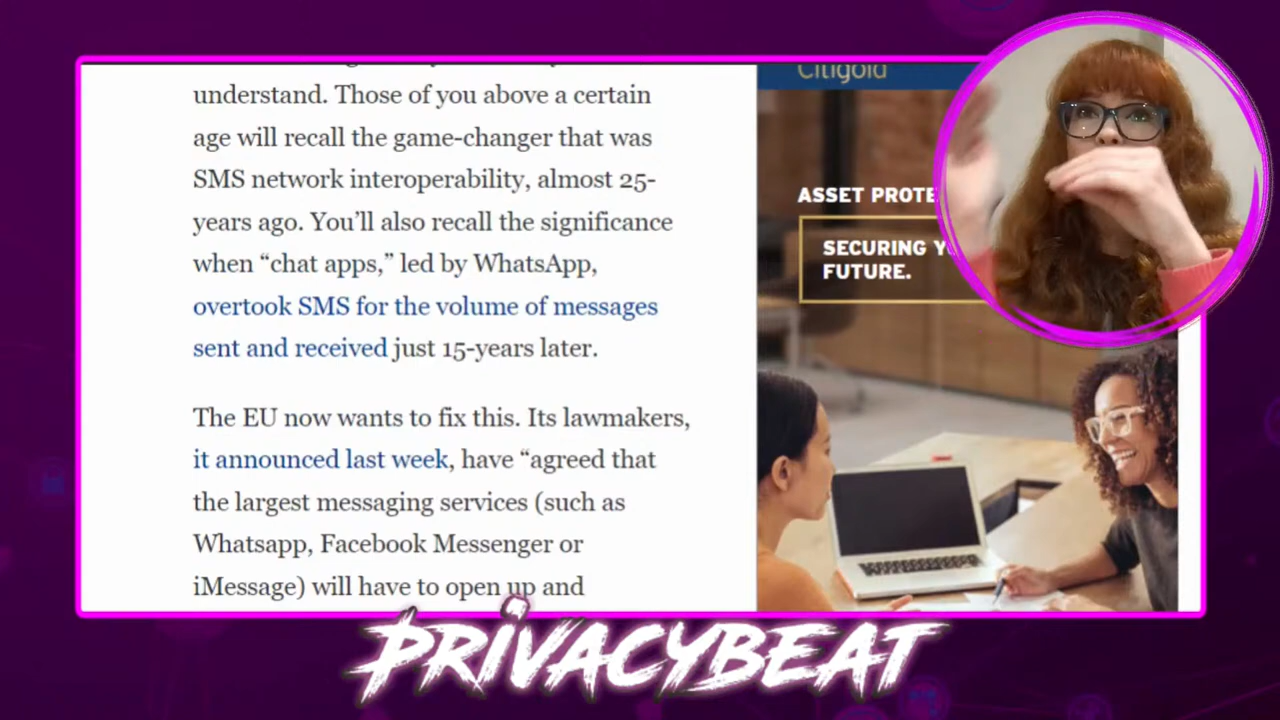 understand. Those of you above a certain
age will recall the game-changer that was
SMS network interoperability, almost 25-
years ago. You’ll also recall the significance
when “chat apps,” led by WhatsApp,
overtook SMS for the volume of messages
sent and received just 15-years later.
The EU now wants to fix this. Its lawmakers,
it announced last week, have “agreed that
the largest messaging services (such as
Whatsapp, Facebook Messenger or
iMessage) will have to open up and
Citigold
ASSET
SECURING
FUTURE.
PRIVACYBEAT